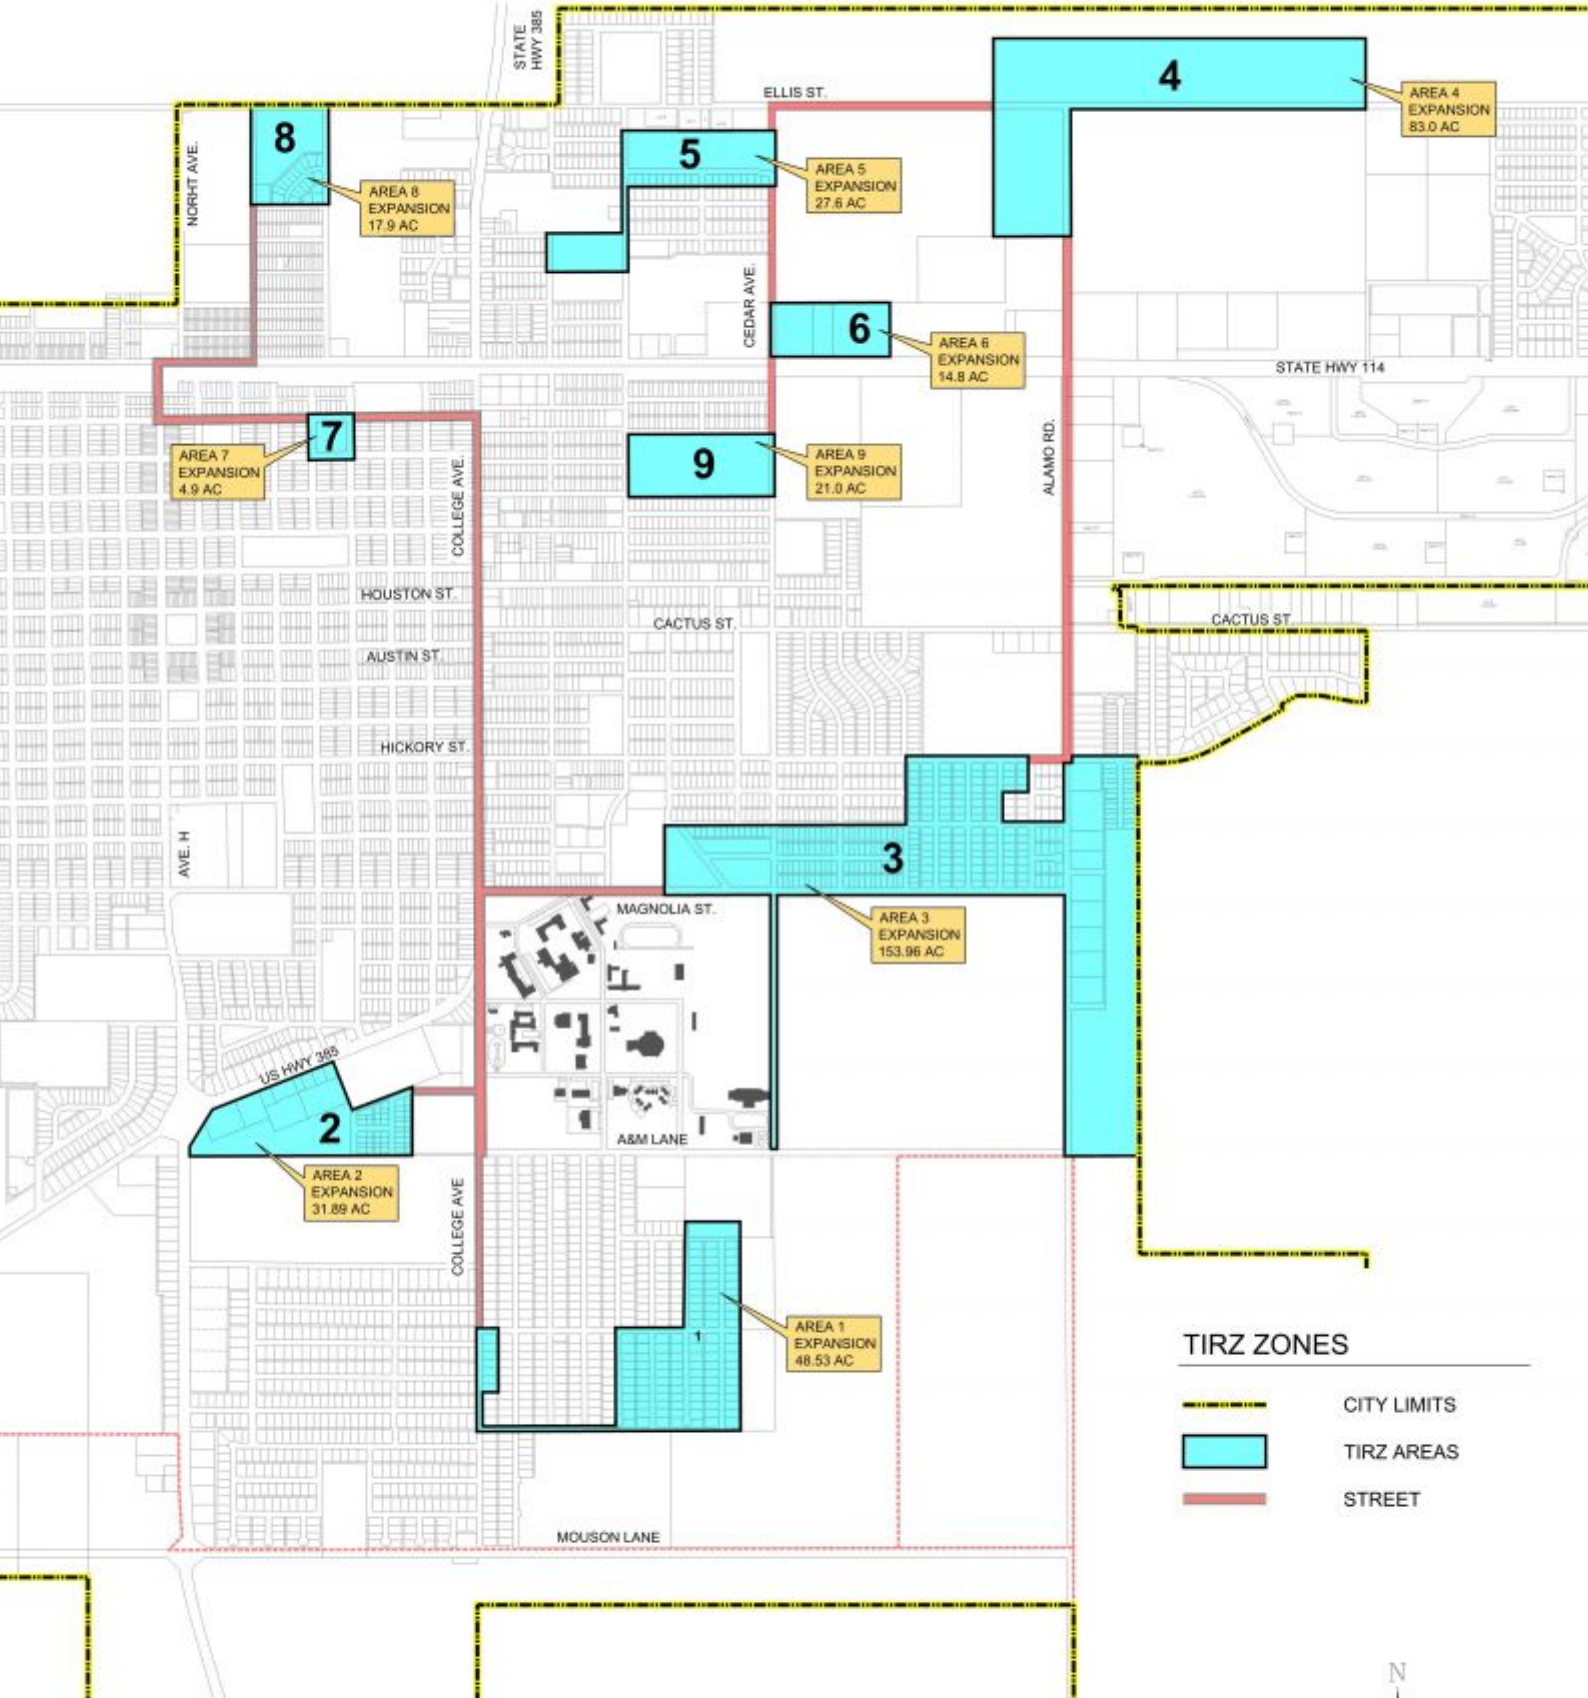 STATE
HWY 385
ELLIS ST.
4
AREA 4
EXPANSION
83.0 AC
8
NORHT AVE.
AREA 8
EXPANSION
17.9 AC
5
AREA 5
EXPANSION
27.6 AC
CEDAR AVE.
6
AREA 6
EXPANSION
14.8 AC
STATE HWY 114
7
AREA 7
EXPANSION
4.9 AC
COLLEGE AVE.
9
AREA 9
EXPANSION
21.0 AC
ALAMO RD.
HOUSTON ST.
CACTUS ST.
CACTUS ST.
AUSTIN ST.
HICKORY ST.
AVE. H
3
AREA 3
EXPANSION
153.96 AC
MAGNOLIA ST.
US HWY 385
2
AREA 2
EXPANSION
31.89 AC
A&M LANE
COLLEGE AVE
1
AREA 1
EXPANSION
48.53 AC
MOUSON LANE
TIRZ ZONES
CITY LIMITS
TIRZ AREAS
STREET
N